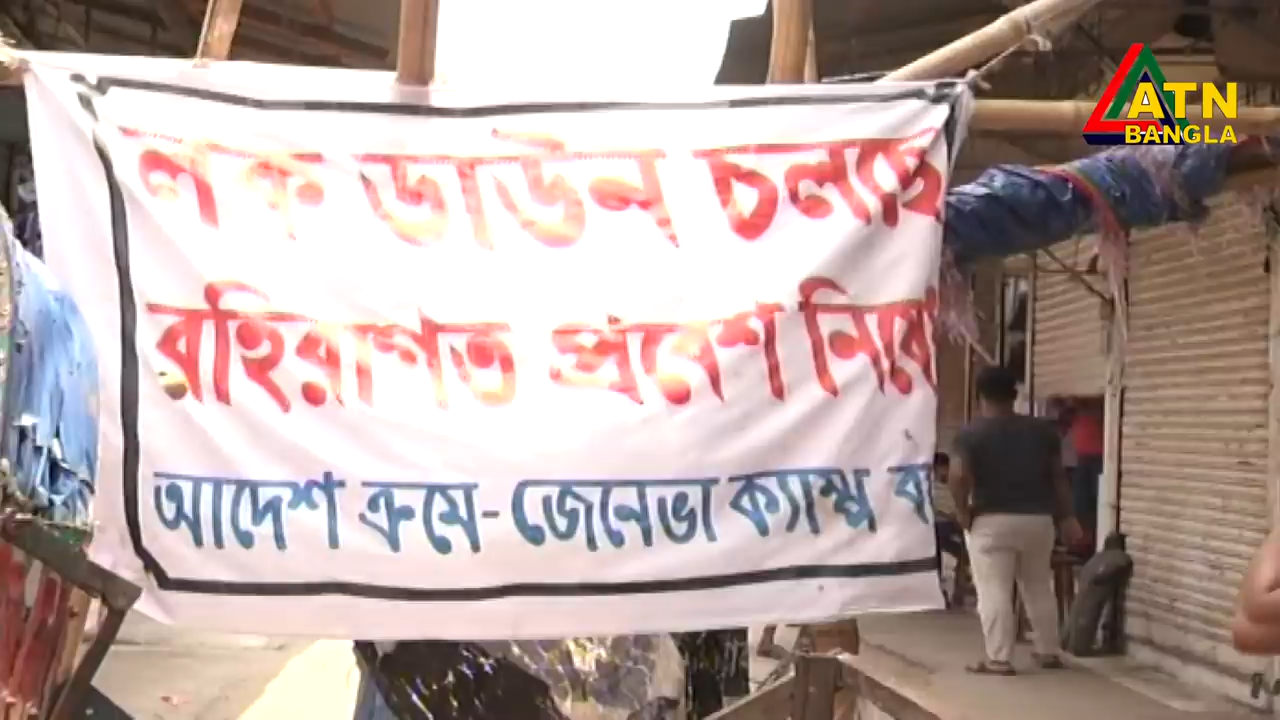 ATN
BANGLA
লক ডাউন চলছে
বহিরাগত প্রবেশ
আদেশ ক্রমে- জেনেভা ক্যাম্প